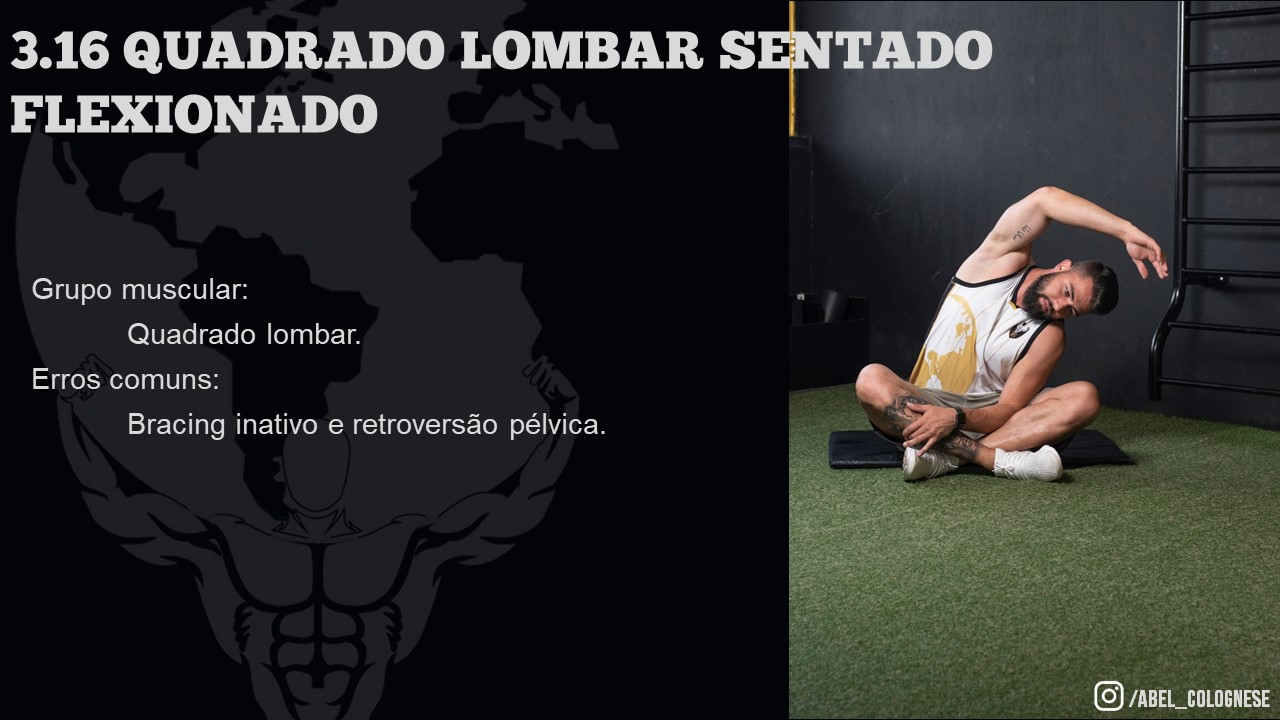 3.16 QUADRADO LOMBAR SENTADO
FLEXIONADO
Grupo muscular:
Quadrado lombar.
Erros comuns:
Bracing inativo e retroversão pélvica.
/ABEL_COLOGNESE